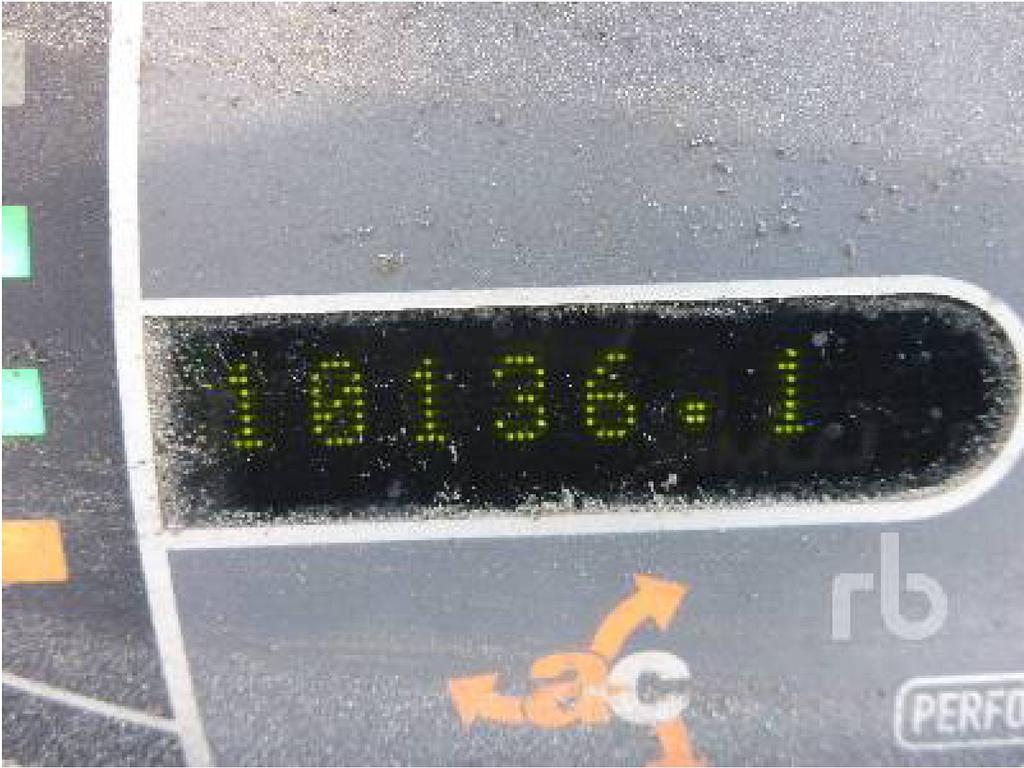 10136.1
rb
ac
PERFO